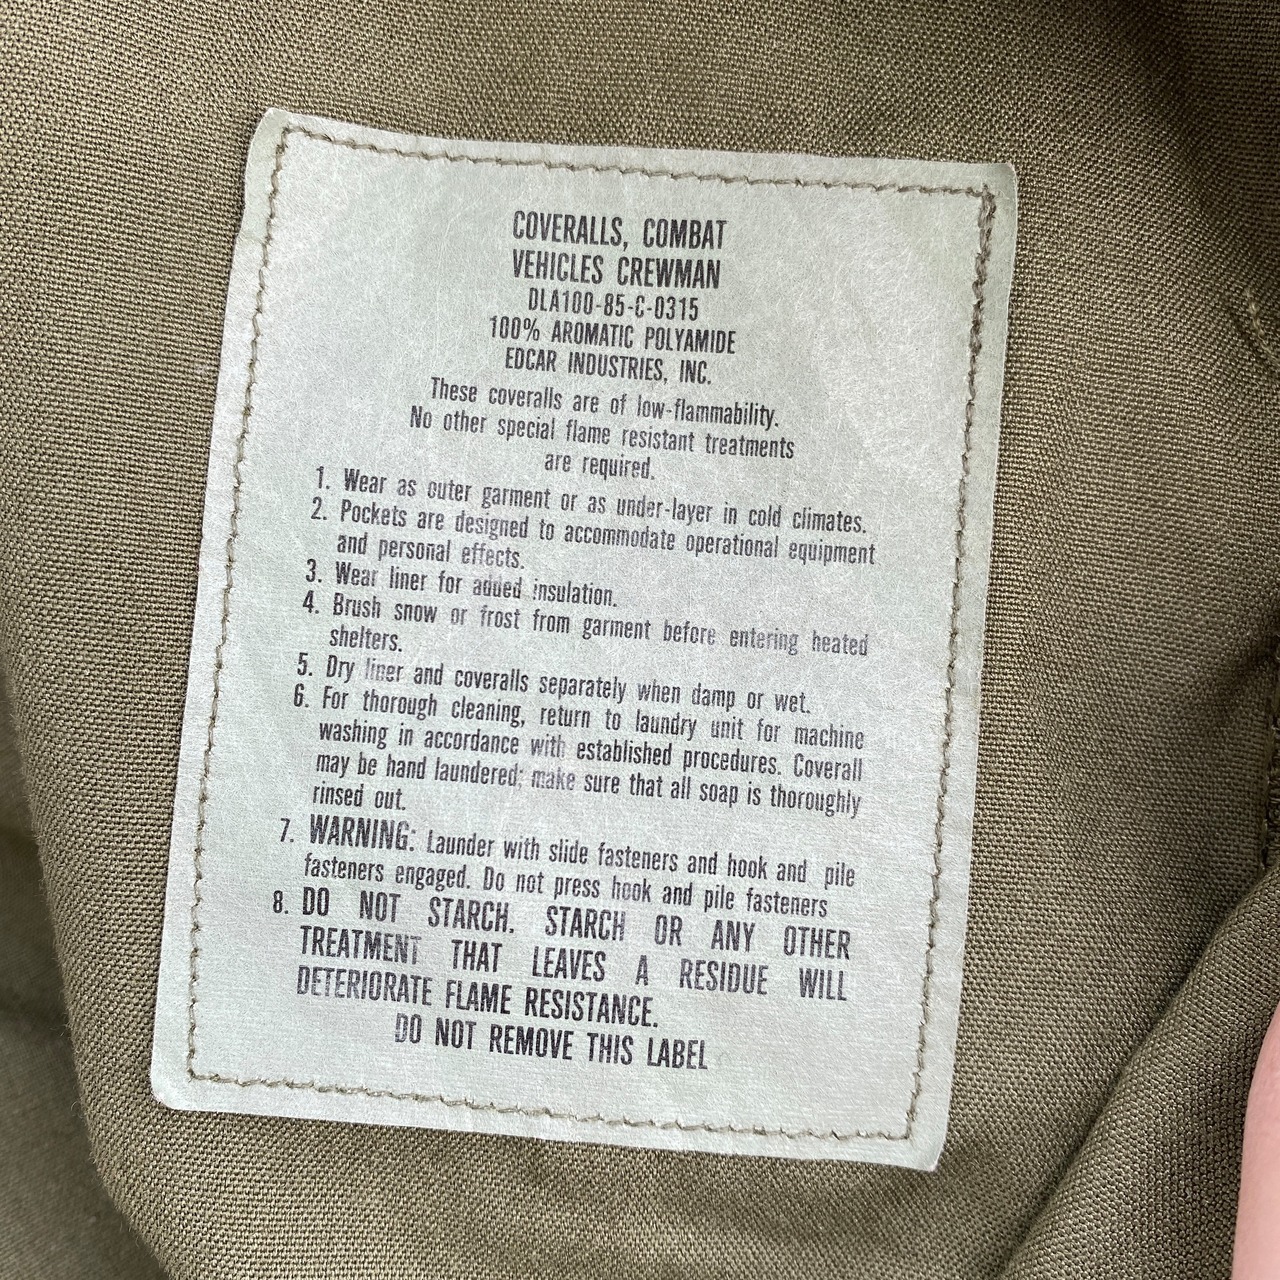 COVERALLS, COMBAT
VEHICLES CREWMAN
DLA100-85-C-0315
100% AROMATIC POLYAMIDE
EDCAR INDUSTRIES, INC.
These coveralls are of low-flammability.
No other special flame resistant treatments
are required.
1. Wear as outer garment or as under-layer in cold climates.
2. Pockets are designed to accommodate operational equipment
and personal effects.
3. Wear liner for added insulation.
4. Brush snow or frost from garment before entering heated
shelters.
5. Dry liner and coveralls separately when damp or wet.
6. For thorough cleaning, return to laundry unit for machine
washing in accordance with established procedures. Coverall
may be hand laundered; make sure that all soap is thoroughly
rinsed out.
7. WARNING: Launder with slide fasteners and hook and pile
fasteners engaged. Do not press hook and pile fasteners
8. DO NOT STARCH. STARCH OR ANY OTHER
TREATMENT THAT LEAVES A RESIDUE WILL
DETERIORATE FLAME RESISTANCE.
DO NOT REMOVE THIS LABEL